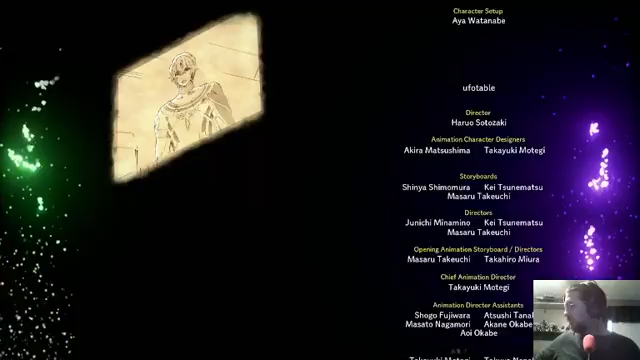 Character Setup
Aya Watanabe
ufotable
Director
Haruo Sotozaki
Animation Character Designers
Akira Matsushima Takayuki Motegi
Storyboards
Shinya Shimomura Kei Tsunematsu
Masaru Takeuchi
Directors
Junichi Minamino Kei Tsunematsu
Masaru Takeuchi
Opening Animation Storyboard / Directors
Masaru Takeuchi Takahiro Miura
Chief Animation Director
Takayuki Motegi
Animation Director Assistants
Shogo Fujiwara Atsushi
Masato Nagamori Akane Okabe
Aoi Okabe
Takayuki Motegi